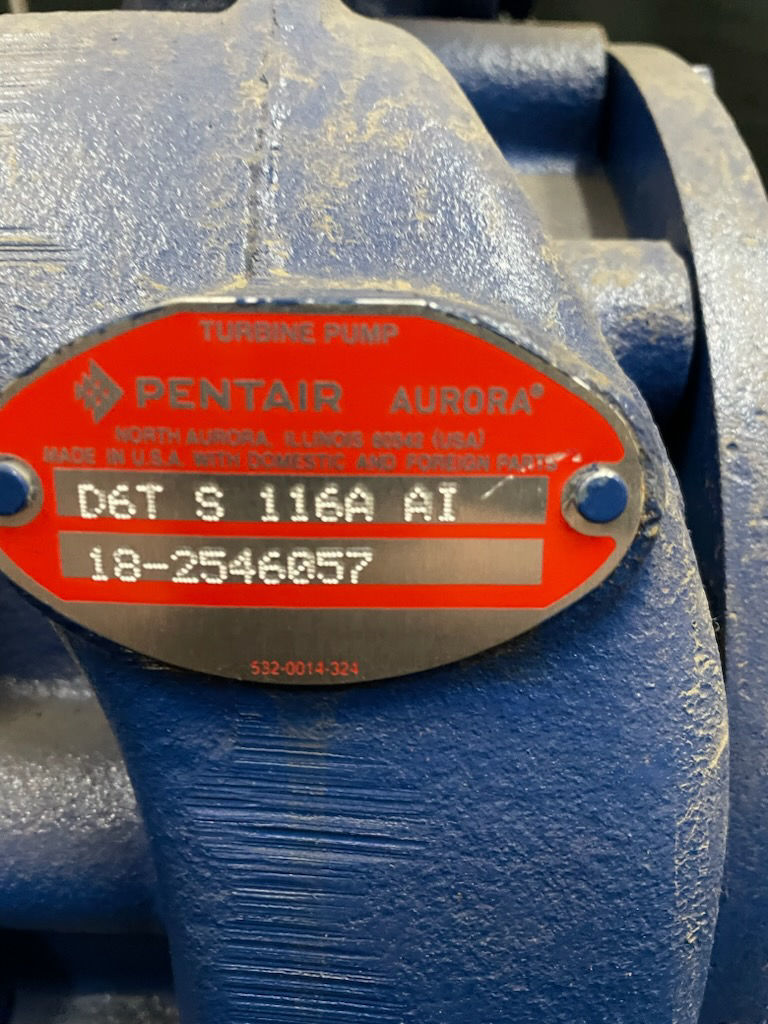 TURBINE PUMP
PENTAIR AURORA®
NORTH AURORA, ILLINOIS 60542 (USA)
MADE IN U.S.A. WITH DOMESTIC AND FOREIGN PARTS
D6T S 116A AI
18-2546057
532-0014-324